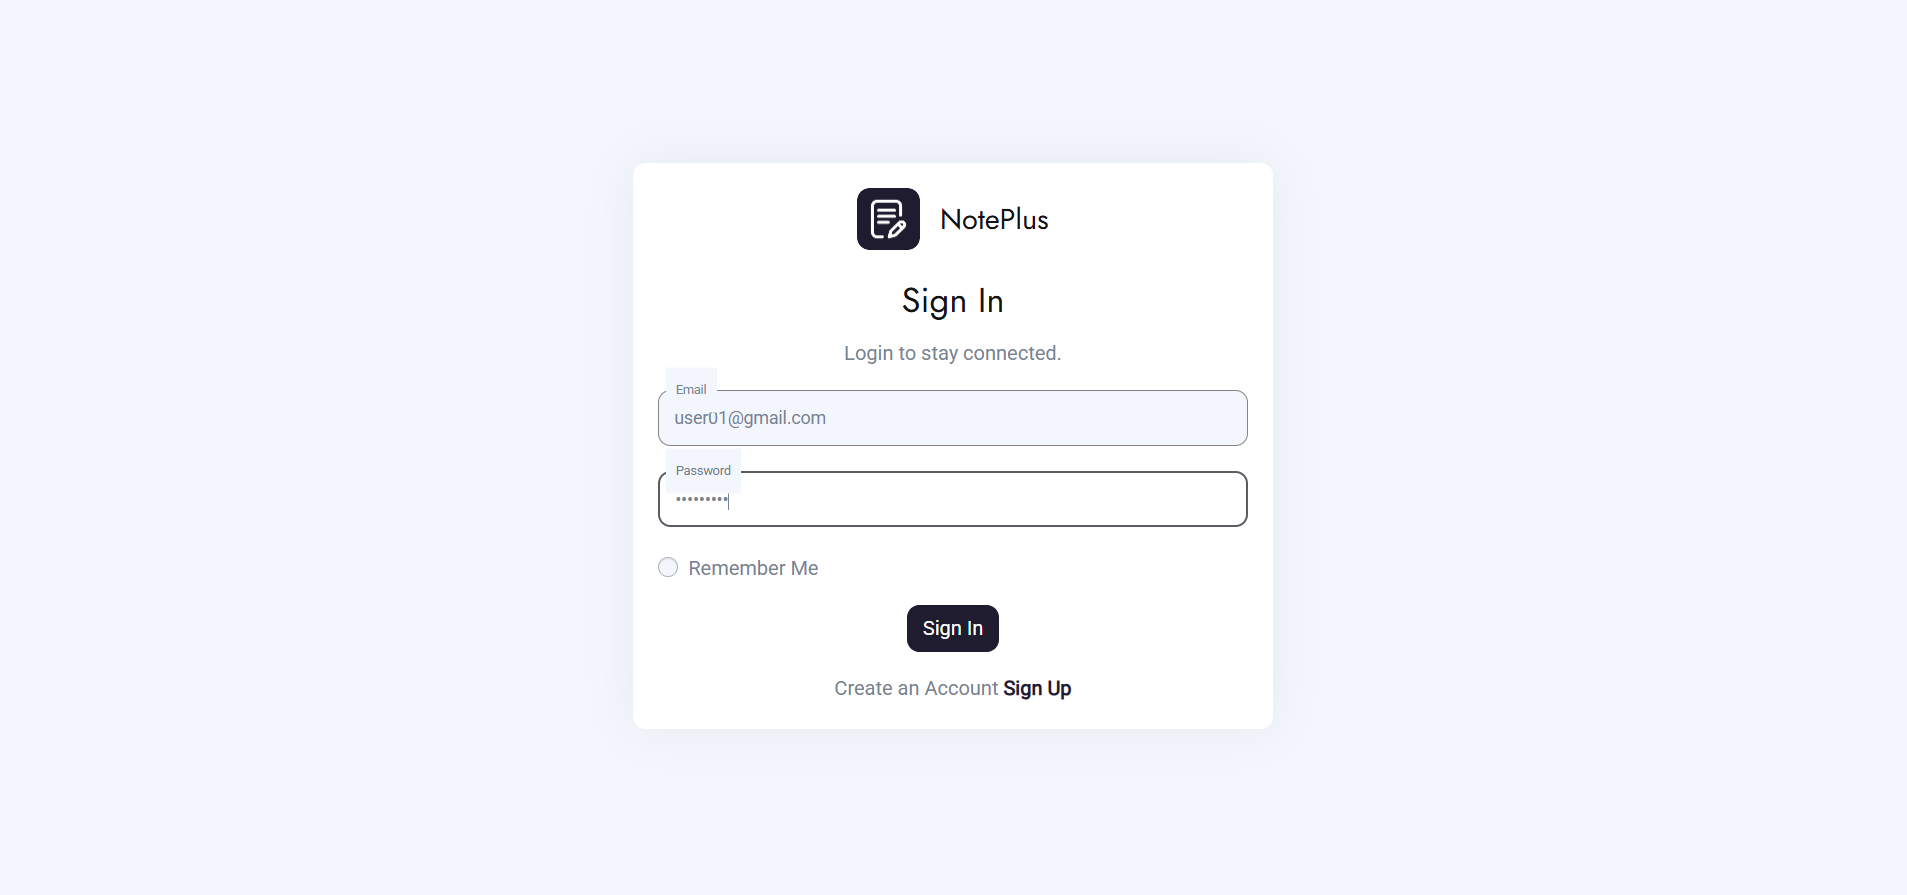 NotePlus
Sign In
Login to stay connected.
Email
user01@gmail.com
Password
•••••••••
Remember Me
Sign In
Create an Account Sign Up